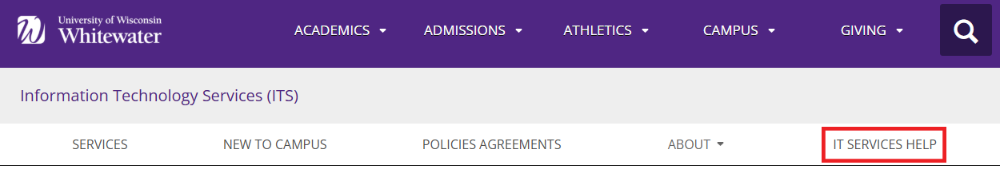 University of Wisconsin
Whitewater
ACADEMICS ADMISSIONS ATHLETICS CAMPUS GIVING
Information Technology Services (ITS)
SERVICES NEW TO CAMPUS POLICIES AGREEMENTS ABOUT IT SERVICES HELP